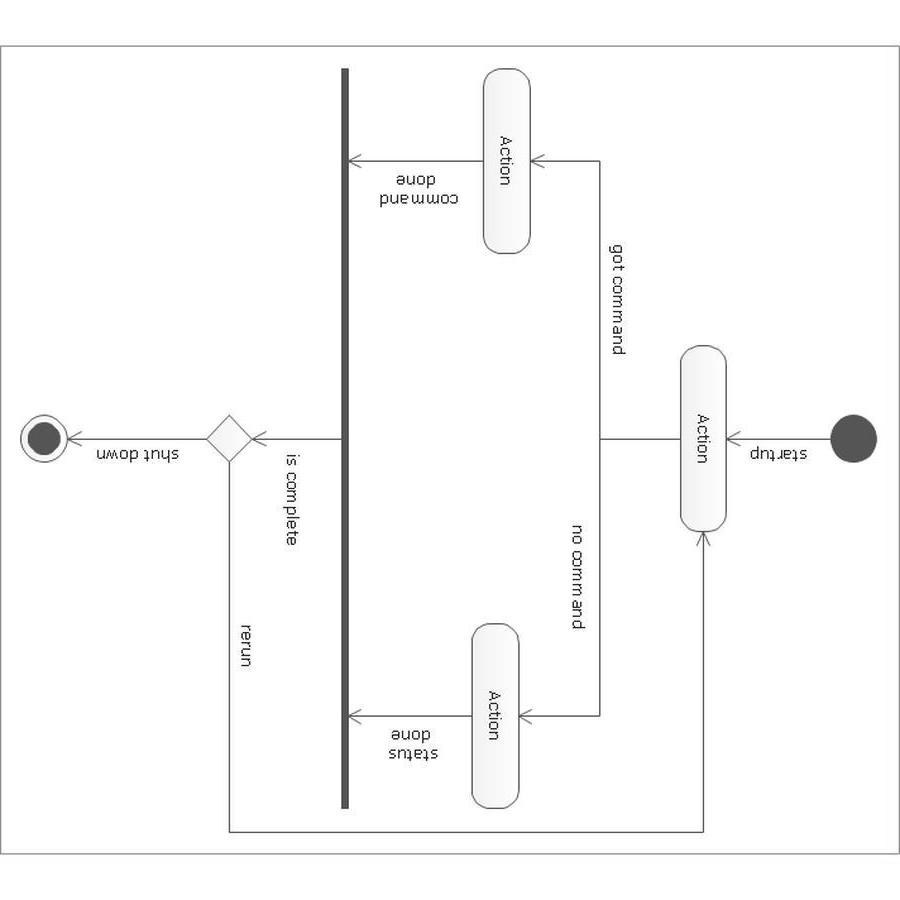 startup
Action
got command
no command
Action
Action
command
done
status
done
is complete
rerun
shut down